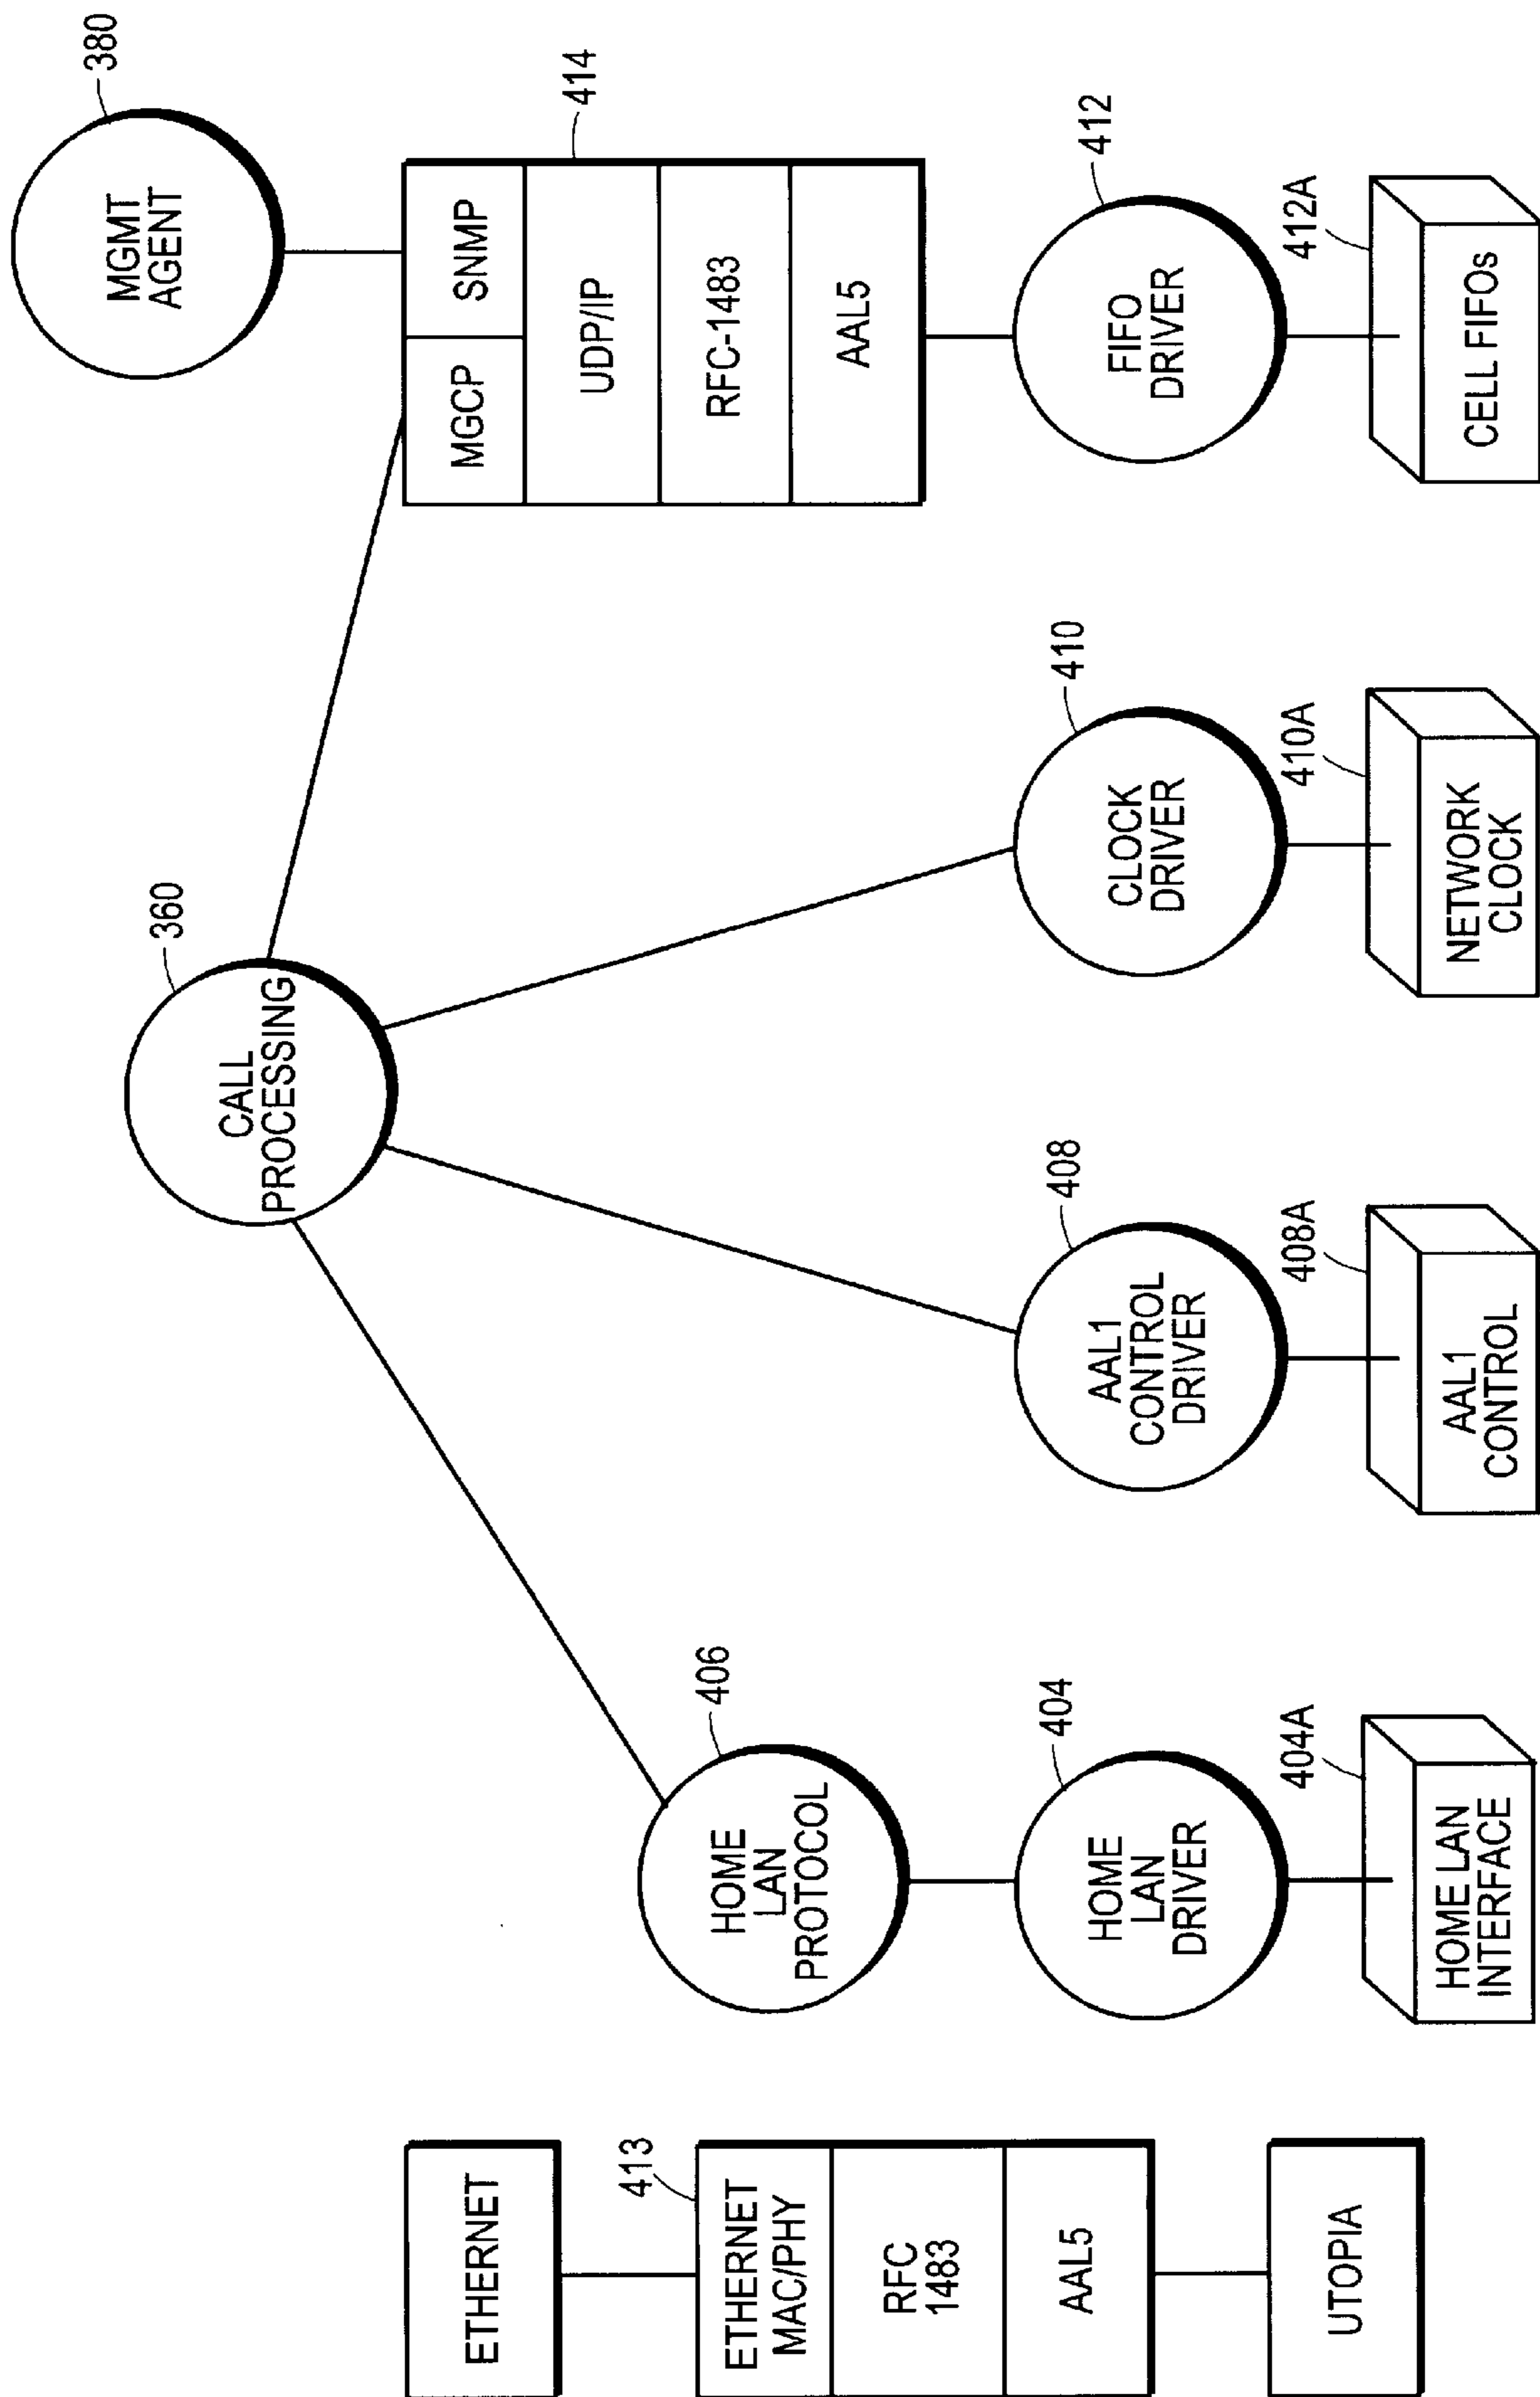 380
MGMT
AGENT
360
CALL
PROCESSING
414
MGCP
SNMP
UDP/IP
RFC-1483
AAL5
ETHERNET
413
ETHERNET
MAC/PHY
RFC
1483
AAL5
UTOPIA
406
HOME
LAN
PROTOCOL
404
HOME
LAN
DRIVER
404A
HOME LAN
INTERFACE
408
AAL1
CONTROL
DRIVER
408A
AAL1
CONTROL
410
CLOCK
DRIVER
410A
NETWORK
CLOCK
412
FIFO
DRIVER
412A
CELL FIFOs